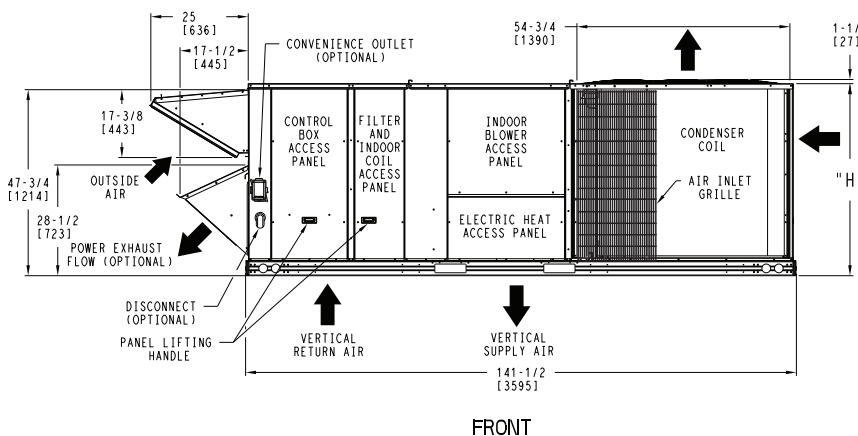 25
[636]
17-1/2
[445]
CONVENIENCE OUTLET
(OPTIONAL)
54-3/4
[1390]
[27]
17-3/8
[443]
OUTSIDE
AIR
47-3/4
[1214]
28-1/2
[723]
POWER EXHAUST
FLOW (OPTIONAL)
CONTROL
BOX
ACCESS
PANEL
FILTER
AND
INDOOR
COIL
ACCESS
PANEL
INDOOR
BLOWER
ACCESS
PANEL
ELECTRIC HEAT
ACCESS PANEL
CONDENSER
COIL
AIR INLET
GRILLE
"H
DISCONNECT
(OPTIONAL)
PANEL LIFTING
HANDLE
VERTICAL
RETURN AIR
VERTICAL
SUPPLY AIR
141-1/2
[3595]
FRONT